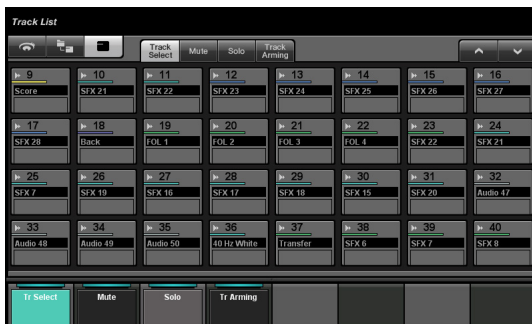 Track List
Track Select Mute Solo Track Arming
9 10 11 12 13 14 15 16
Score SFX 21 SFX 22 SFX 23 SFX 24 SFX 25 SFX 26 SFX 27
17 18 19 20 21 22 23 24
SFX 28 Back FOL 1 FOL 2 FOL 3 FOL 4 SFX 22 SFX 21
25 26 27 28 29 30 31 32
SFX 7 SFX 19 SFX 16 SFX 17 SFX 18 SFX 15 SFX 20 Audio 47
33 34 35 36 37 38 39 40
Audio 48 Audio 49 Audio 50 40 Hz White Transfer SFX 6 SFX 7 SFX 8
Tr Select Mute Solo Tr Arming